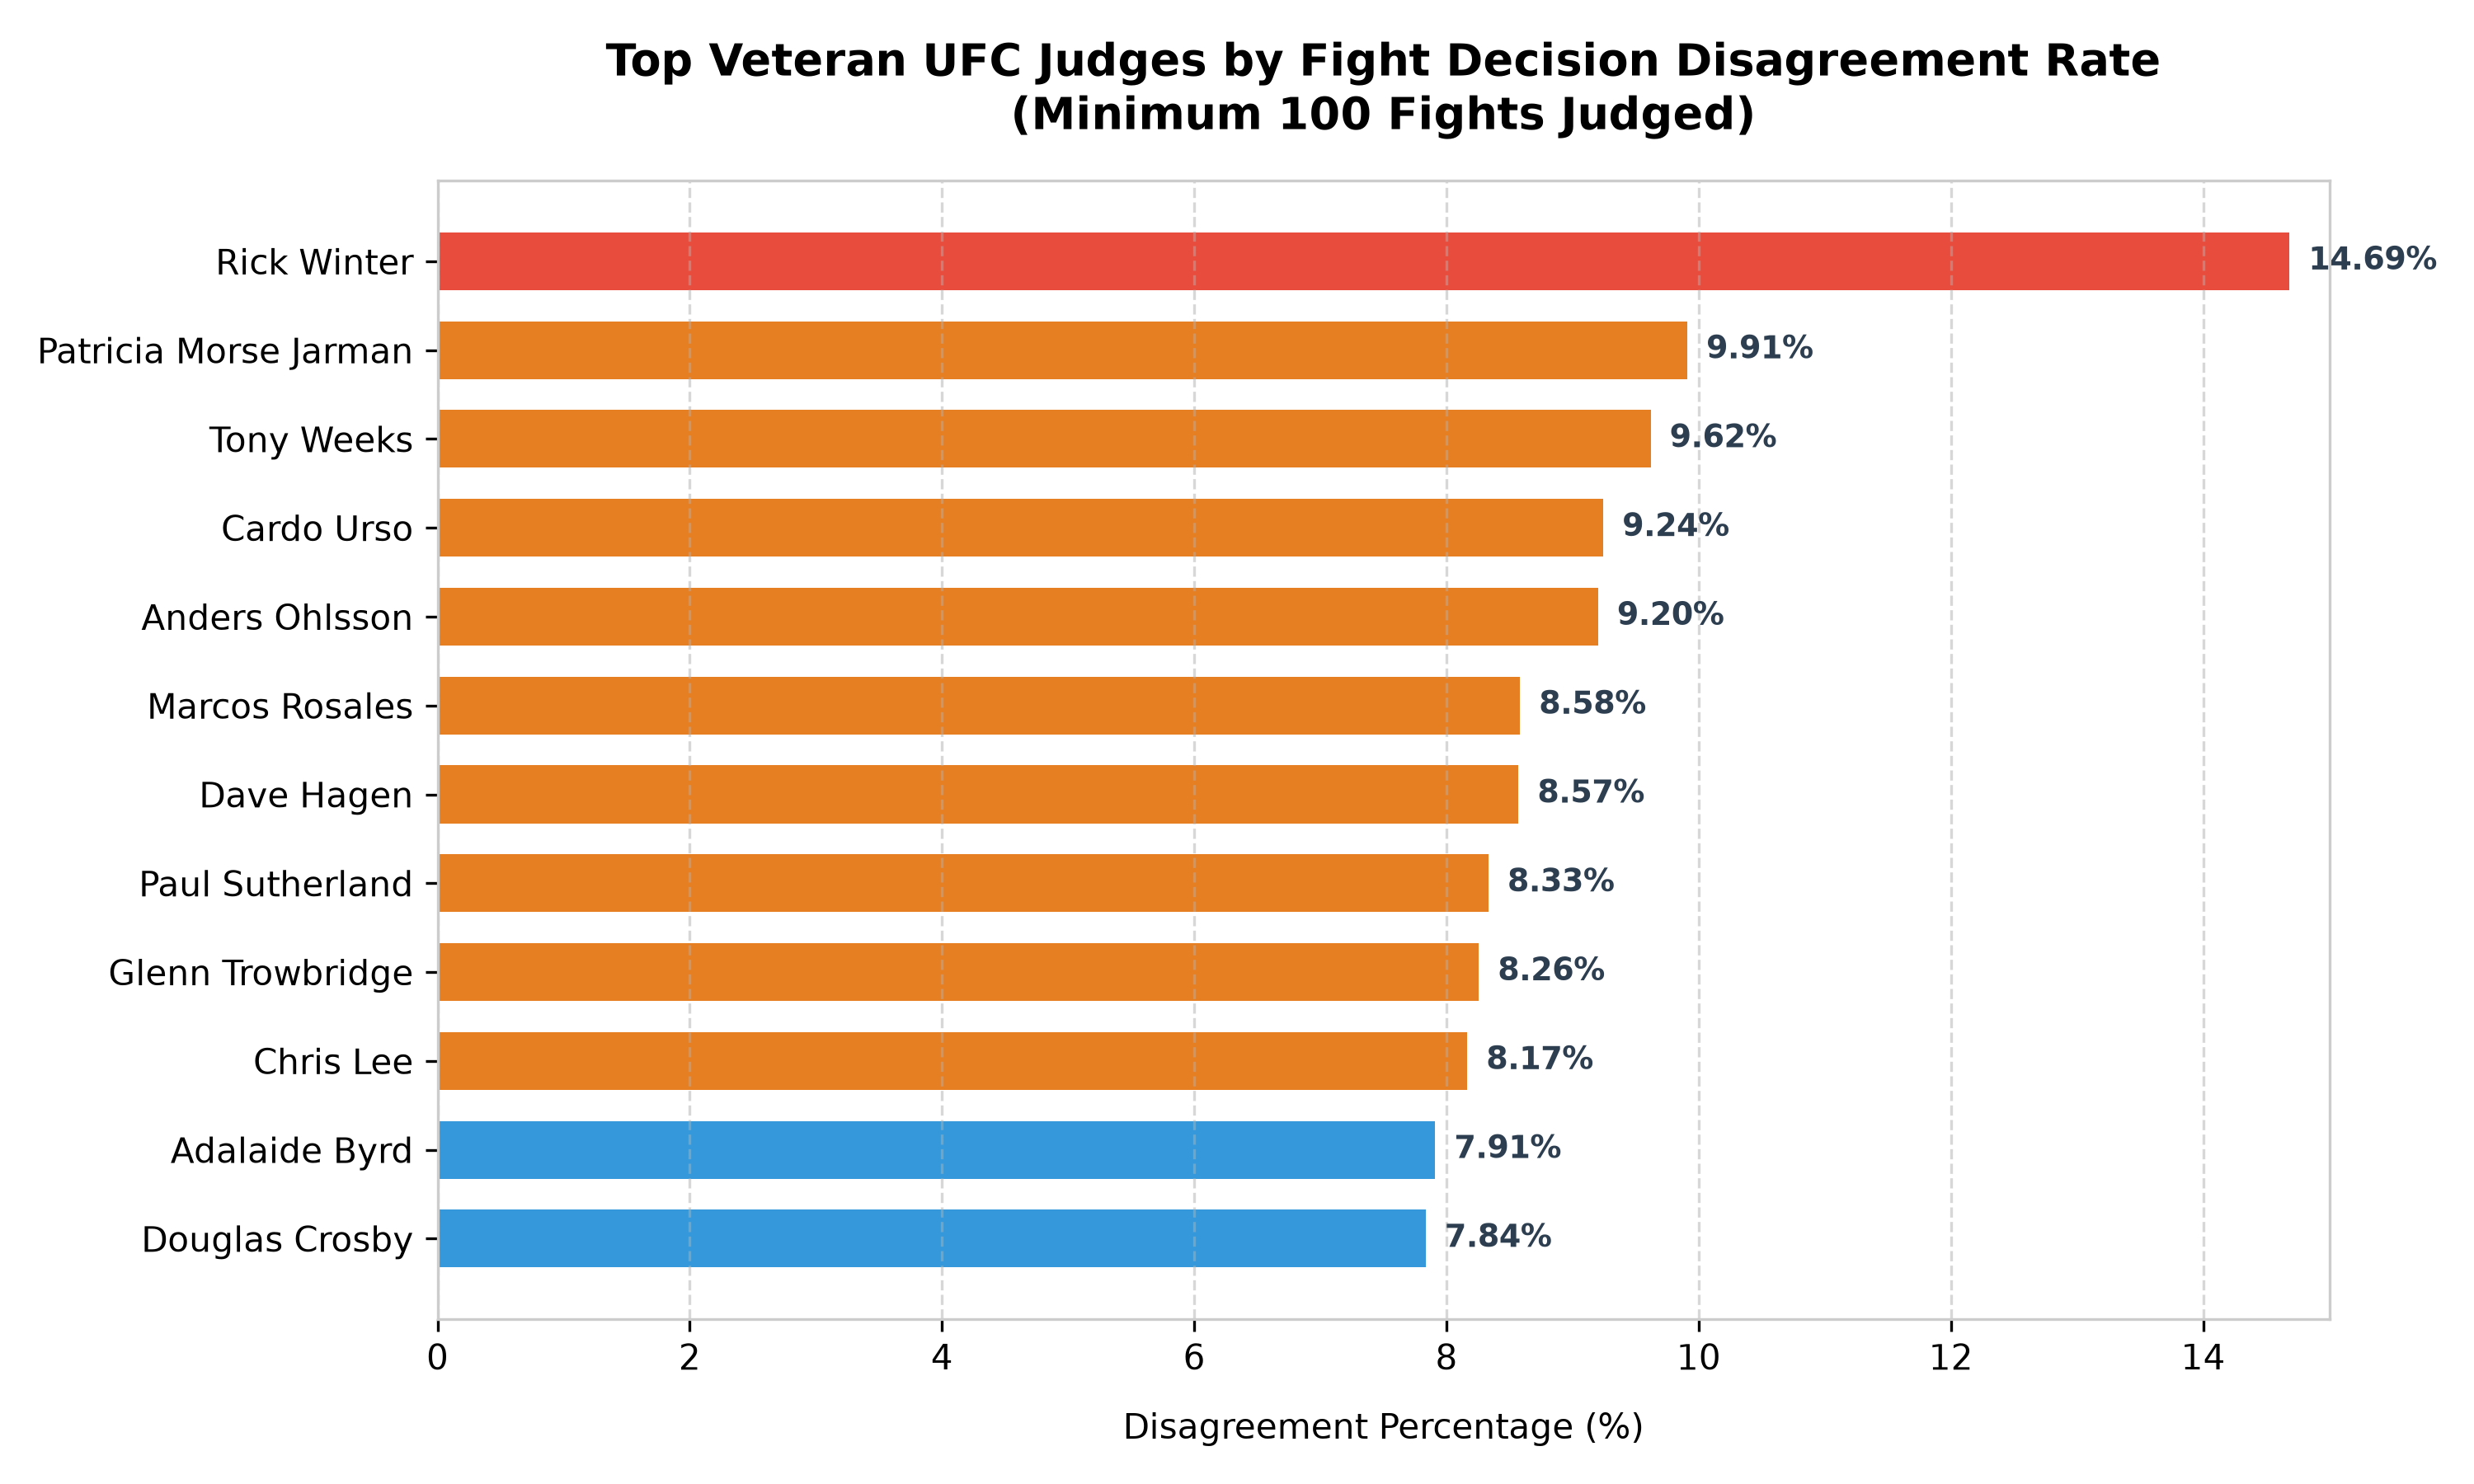 Top Veteran UFC Judges by Fight Decision Disagreement Rate
(Minimum 100 Fights Judged)
Rick Winter 14.69%
Patricia Morse Jarman 9.91%
Tony Weeks 9.62%
Cardo Urso 9.24%
Anders Ohlsson 9.20%
Marcos Rosales 8.58%
Dave Hagen 8.57%
Paul Sutherland 8.33%
Glenn Trowbridge 8.26%
Chris Lee 8.17%
Adalaide Byrd 7.91%
Douglas Crosby 7.84%
0 2 4 6 8 10 12 14
Disagreement Percentage (%)